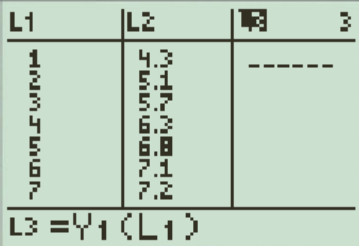 L1 L2 L3 3
1 4.3 ------
2 5.1
3 5.7
4 6.3
5 6.8
6 7.1
7 7.2
L3 =Y1(L1)